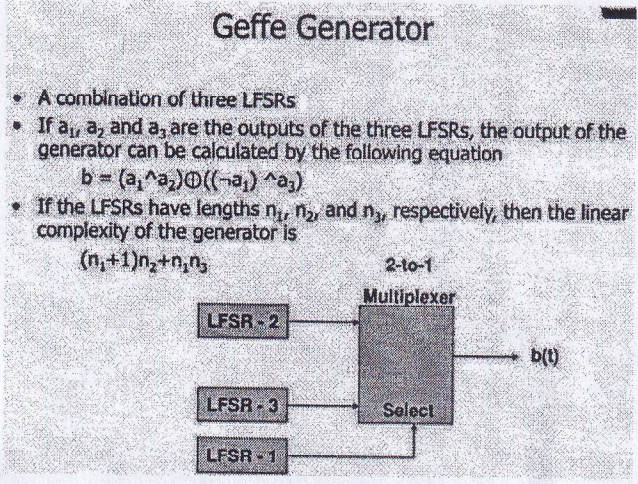 Geffe Generator
• A combination of three LFSRs
• If a₁, a₂ and a₃ are the outputs of the three LFSRs, the output of the
generator can be calculated by the following equation
b = (a₁^a₂)⊕((¬a₁) ^a₃)
• If the LFSRs have lengths n₁, n₂, and n₃, respectively, then the linear
complexity of the generator is
(n₁+1)n₂+n₁n₃
2-to-1
Multiplexer
LFSR - 2
b(t)
LFSR - 3
Select
LFSR - 1